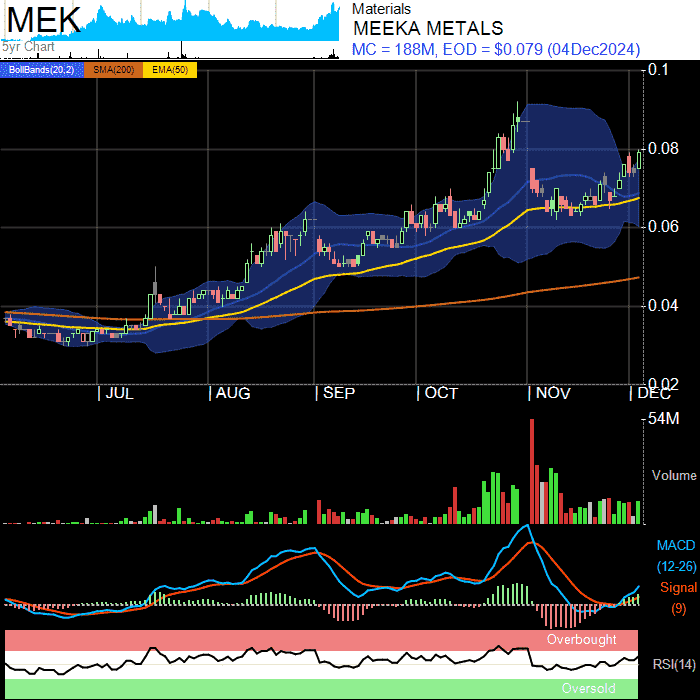 MEK
5yr Chart
Materials
MEEKA METALS
MC = 188M, EOD = $0.079 (04Dec2024)
BollBands(20,2) SMA(200) EMA(50)
0.1
0.08
0.06
0.04
0.02
JUL AUG SEP OCT NOV DEC
54M
Volume
MACD
(12-26)
Signal
(9)
Overbought
RSI(14)
Oversold